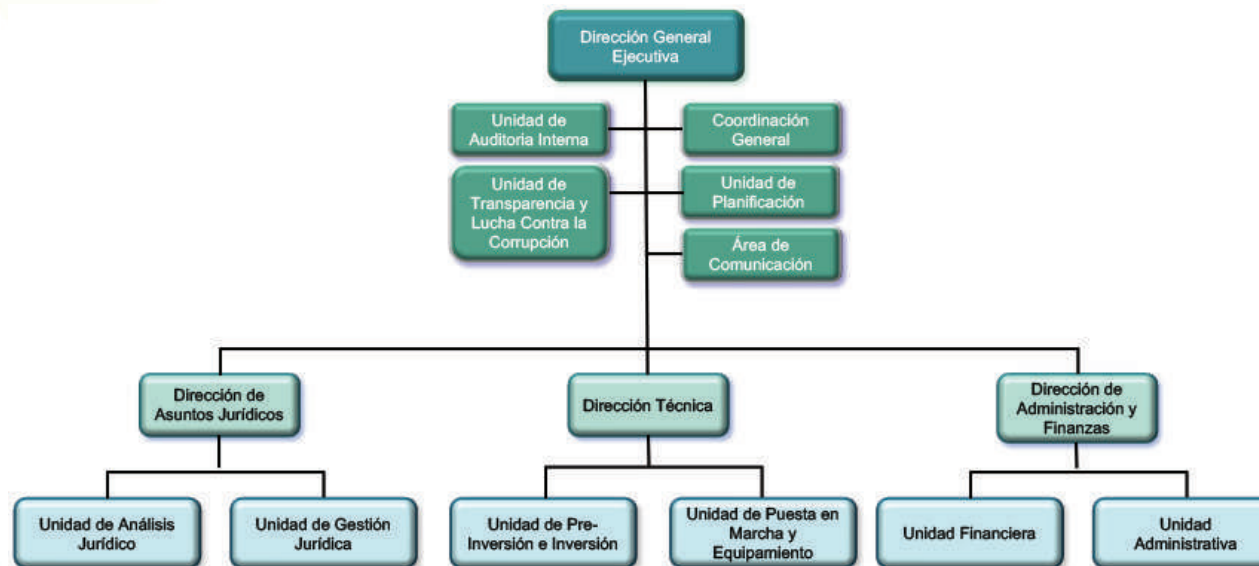 Dirección General
Ejecutiva
Unidad de
Auditoria Interna
Coordinación
General
Unidad de
Transparencia y
Lucha Contra la
Corrupción
Unidad de
Planificación
Área de
Comunicación
Dirección de
Asuntos Jurídicos
Dirección Técnica
Dirección de
Administración y
Finanzas
Unidad de Análisis
Jurídico
Unidad de Gestión
Jurídica
Unidad de Pre-
Inversión e Inversión
Unidad de Puesta en
Marcha y
Equipamiento
Unidad Financiera
Unidad
Administrativa